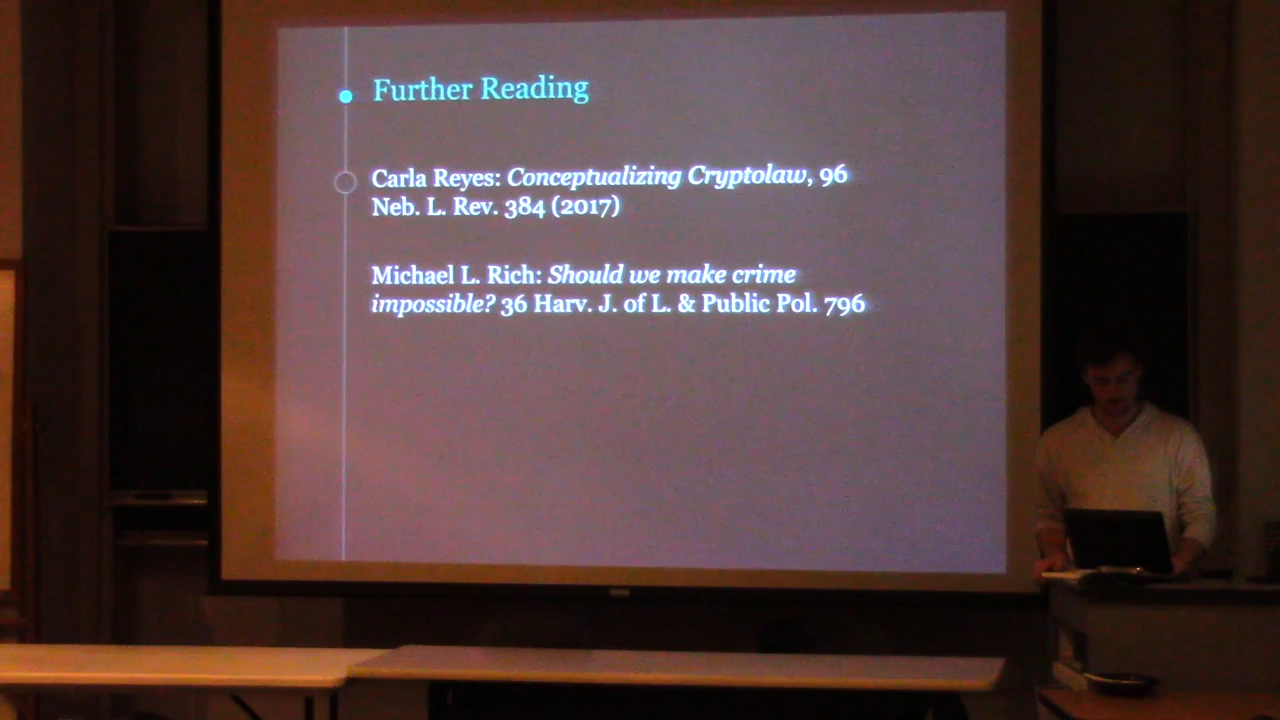 Further Reading
Carla Reyes: Conceptualizing Cryptolaw, 96
Neb. L. Rev. 384 (2017)
Michael L. Rich: Should we make crime
impossible? 36 Harv. J. of L. & Public Pol. 796